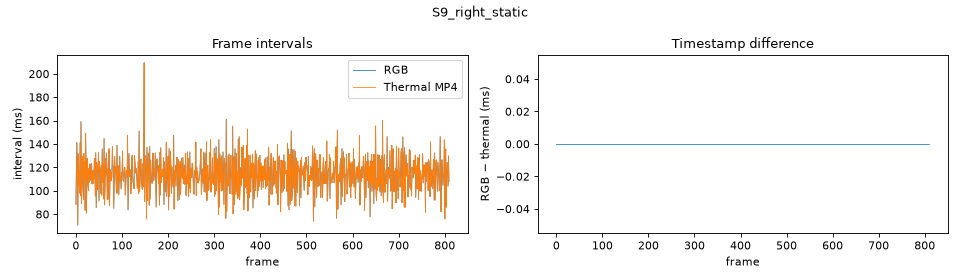 S9_right_static
Frame intervals
Timestamp difference
interval (ms)
200
180
160
140
120
100
80
RGB
Thermal MP4
0 100 200 300 400 500 600 700 800
frame
RGB − thermal (ms)
0.04
0.02
0.00
−0.02
−0.04
0 100 200 300 400 500 600 700 800
frame